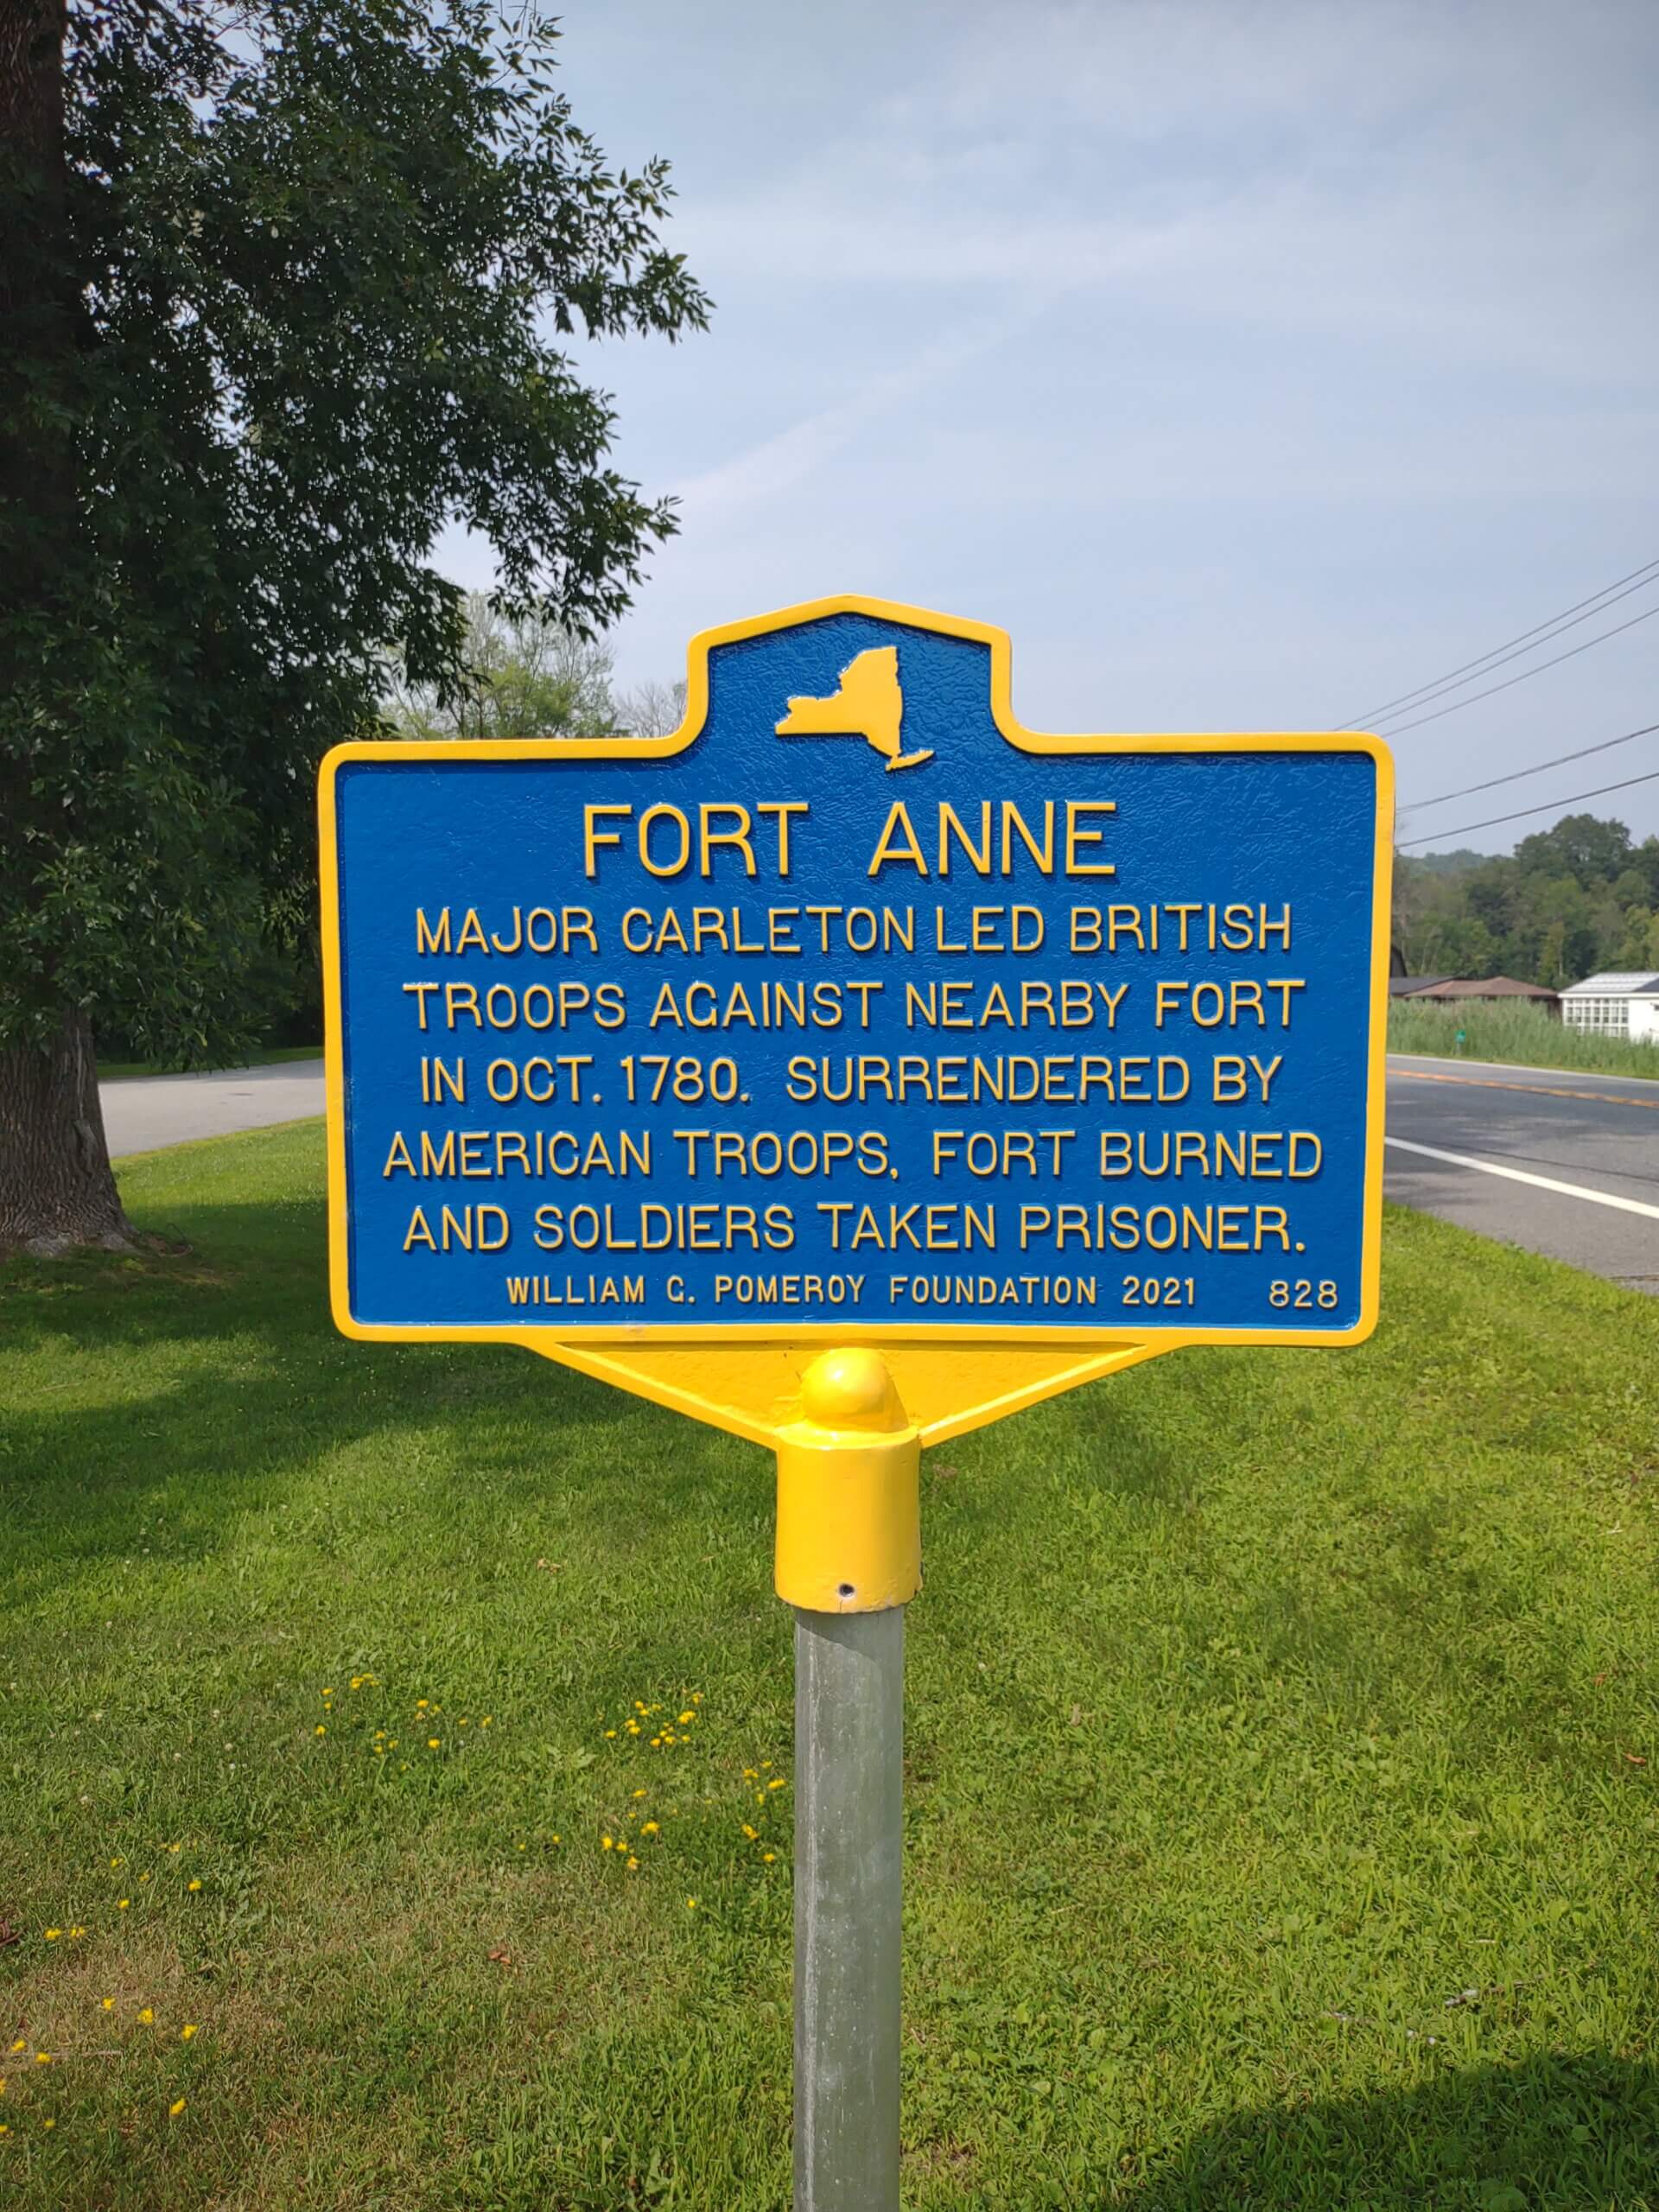 FORT ANNE
MAJOR CARLETON LED BRITISH
TROOPS AGAINST NEARBY FORT
IN OCT. 1780. SURRENDERED BY
AMERICAN TROOPS, FORT BURNED
AND SOLDIERS TAKEN PRISONER.
WILLIAM G. POMEROY FOUNDATION 2021 828